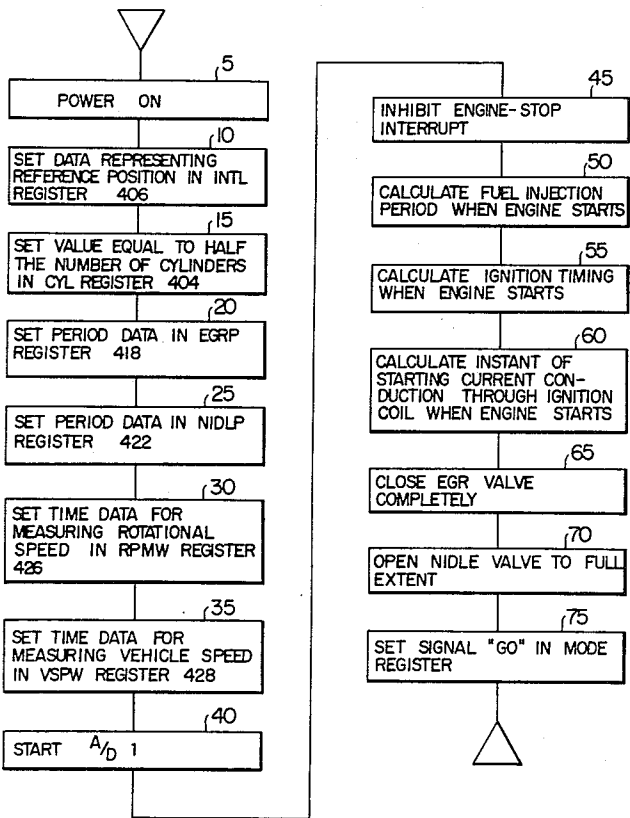 5
POWER ON
10
SET DATA REPRESENTING
REFERENCE POSITION IN INTL
REGISTER 406
15
SET VALUE EQUAL TO HALF
THE NUMBER OF CYLINDERS
IN CYL REGISTER 404
20
SET PERIOD DATA IN EGRP
REGISTER 418
25
SET PERIOD DATA IN NIDLP
REGISTER 422
30
SET TIME DATA FOR
MEASURING ROTATIONAL
SPEED IN RPMW REGISTER
426
35
SET TIME DATA FOR
MEASURING VEHICLE SPEED
IN VSPW REGISTER 428
40
START A/D 1
45
INHIBIT ENGINE-STOP
INTERRUPT
50
CALCULATE FUEL INJECTION
PERIOD WHEN ENGINE STARTS
55
CALCULATE IGNITION TIMING
WHEN ENGINE STARTS
60
CALCULATE INSTANT OF
STARTING CURRENT CON-
DUCTION THROUGH IGNITION
COIL WHEN ENGINE STARTS
65
CLOSE EGR VALVE
COMPLETELY
70
OPEN NIDLE VALVE TO FULL
EXTENT
75
SET SIGNAL "GO" IN MODE
REGISTER